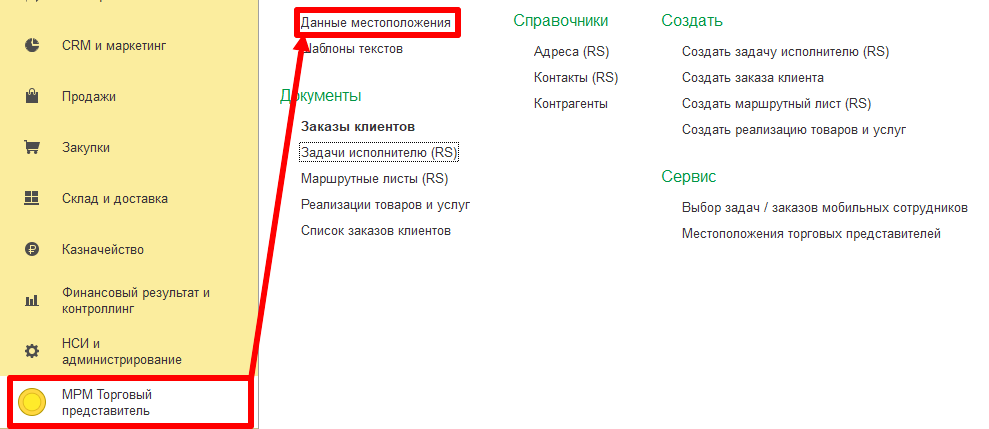 CRM и маркетинг
Продажи
Закупки
Склад и доставка
Казначейство
Финансовый результат и
контроллинг
НСИ и
администрирование
МРМ Торговый
представитель
Данные местоположения
Шаблоны текстов
Документы
Заказы клиентов
Задачи исполнителю (RS)
Маршрутные листы (RS)
Реализации товаров и услуг
Список заказов клиентов
Справочники
Адреса (RS)
Контакты (RS)
Контрагенты
Создать
Создать задачу исполнителю (RS)
Создать заказа клиента
Создать маршрутный лист (RS)
Создать реализацию товаров и услуг
Сервис
Выбор задач / заказов мобильных сотрудников
Местоположения торговых представителей